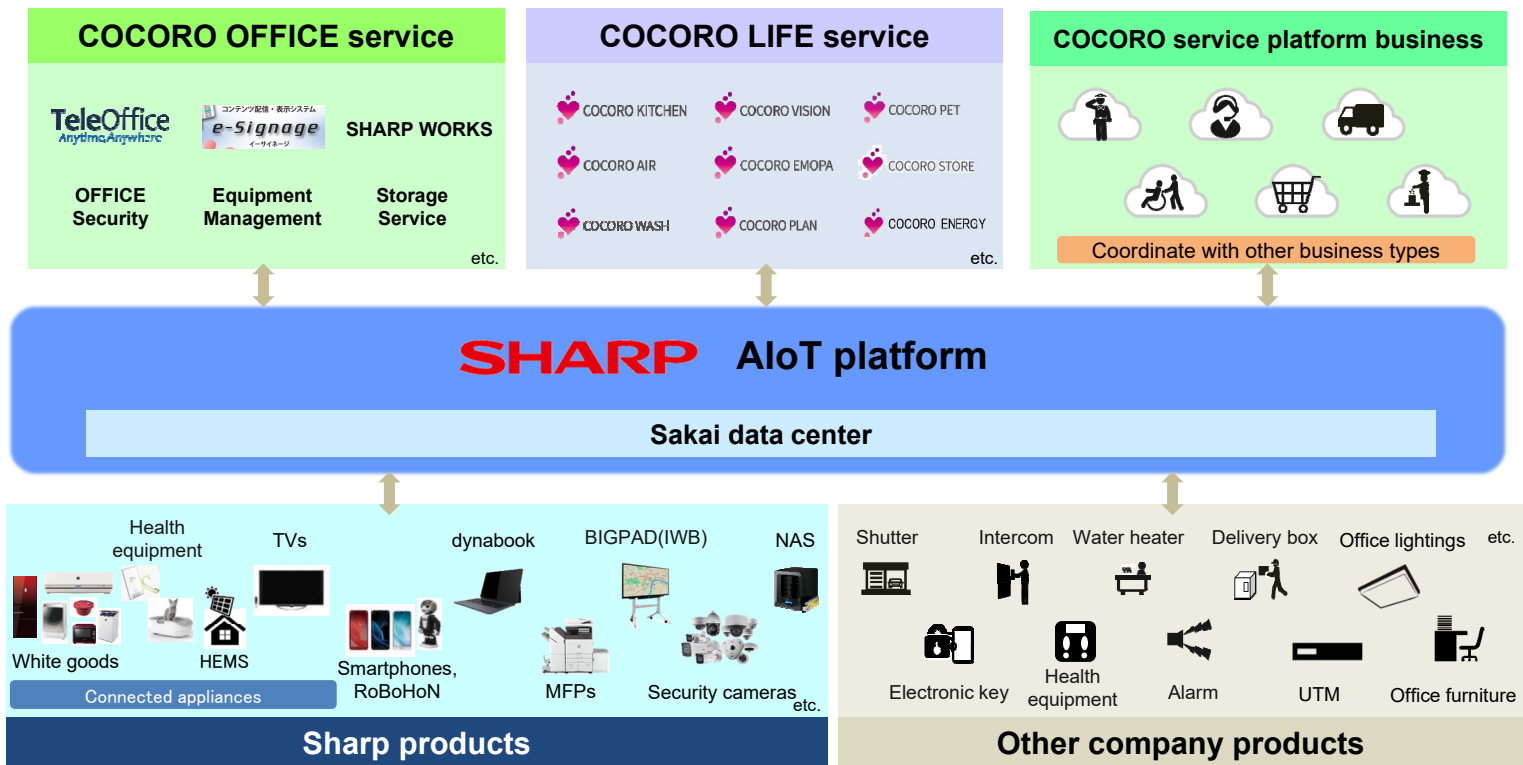 COCORO OFFICE service
TeleOffice
Anytime,Anywhere
コンテンツ配信・表示システム
e-Signage
イーサイネージ
SHARP WORKS
OFFICE
Security
Equipment
Management
Storage
Service
etc.
COCORO LIFE service
COCORO KITCHEN
COCORO VISION
COCORO PET
COCORO AIR
COCORO EMOPA
COCORO STORE
COCORO WASH
COCORO PLAN
COCORO ENERGY
etc.
COCORO service platform business
Coordinate with other business types
SHARP AIoT platform
Sakai data center
Health
equipment
TVs
dynabook
BIGPAD(IWB)
NAS
White goods
HEMS
Smartphones,
RoBoHoN
MFPs
Security cameras
etc.
Connected appliances
Sharp products
Shutter
Intercom
Water heater
Delivery box
Office lightings
etc.
Electronic key
Health
equipment
Alarm
UTM
Office furniture
Other company products